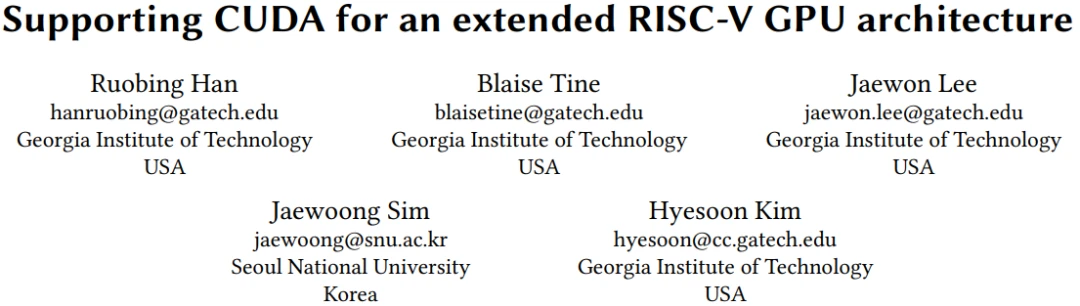 Supporting CUDA for an extended RISC-V GPU architecture
Ruobing Han
hanruobing@gatech.edu
Georgia Institute of Technology
USA
Blaise Tine
blaisetine@gatech.edu
Georgia Institute of Technology
USA
Jaewon Lee
jaewon.lee@gatech.edu
Georgia Institute of Technology
USA
Jaewoong Sim
jaewoong@snu.ac.kr
Seoul National University
Korea
Hyesoon Kim
hyesoon@cc.gatech.edu
Georgia Institute of Technology
USA